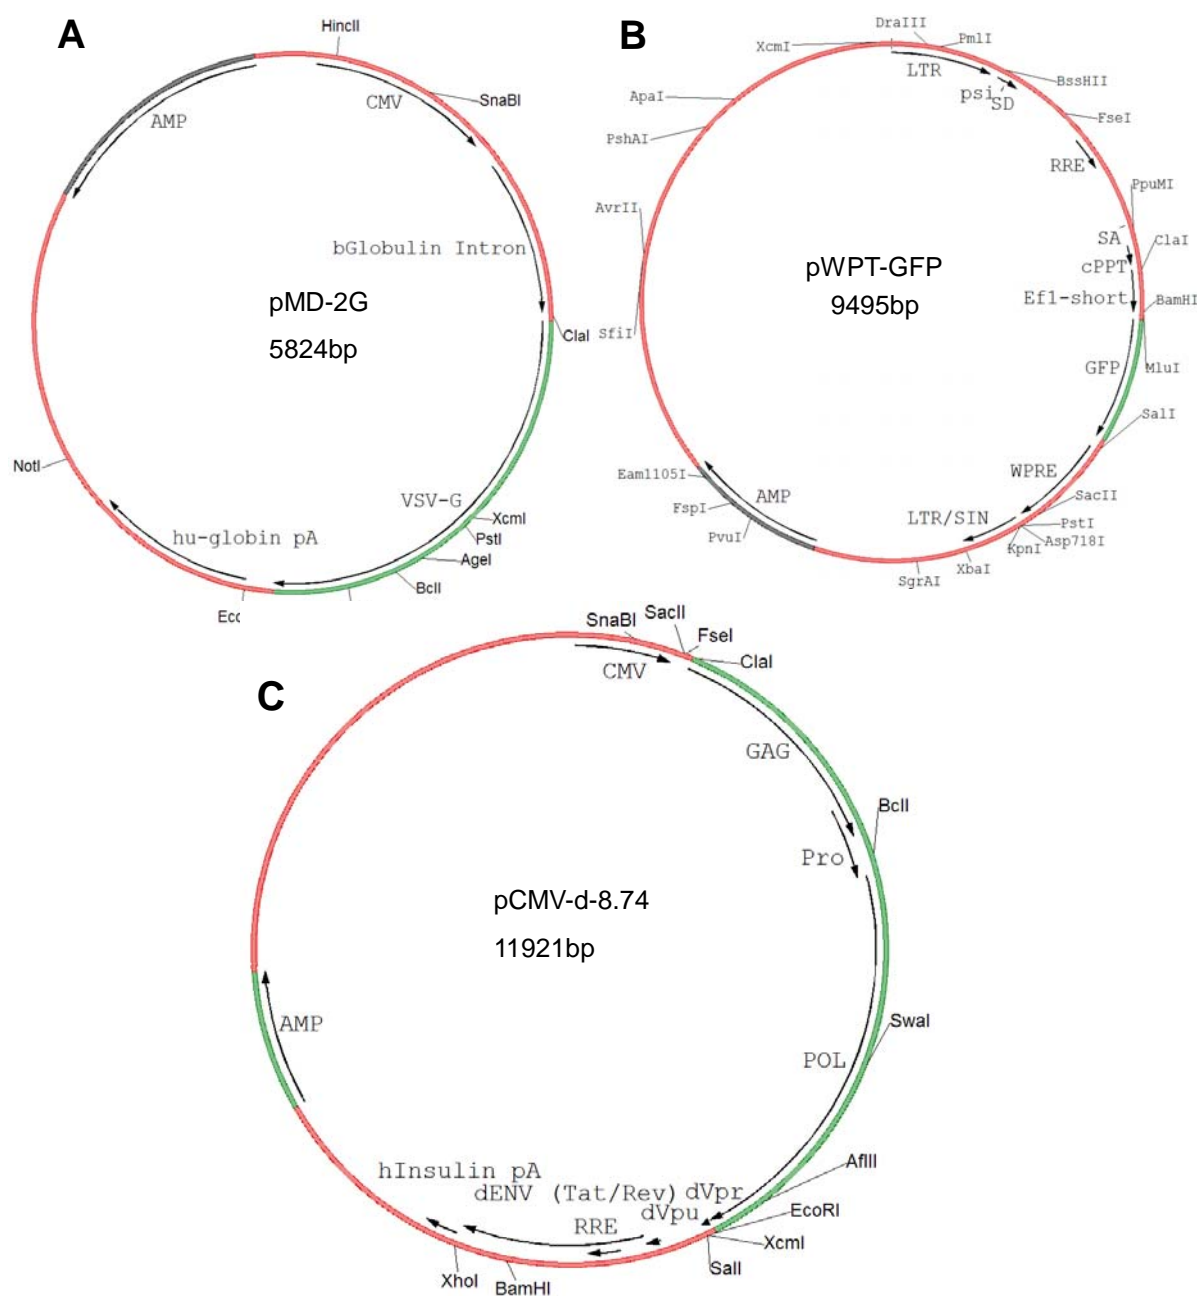 A
HincII
SnaBI
CMV
AMP
bGlobulin Intron
pMD-2G
5824bp
ClaI
NotI
VSV-G
XcmI
PstI
AgeI
hu-globin pA
BclI
Ecc
B
DraIII
XcmI
PmlI
LTR
BssHII
psi
SD
ApaI
FseI
PshAI
RRE
PpuMI
AvrII
SA
ClaI
cPPT
pWPT-GFP
9495bp
Ef1-short
BamHI
SfiI
GFP
MluI
SalI
WPRE
Eam1105I
AMP
SacII
FspI
LTR/SIN
PstI
PvuI
KpnI
Asp718I
XbaI
SgrAI
C
SnaBI
SacII
FseI
ClaI
CMV
GAG
BclI
Pro
pCMV-d-8.74
11921bp
SwaI
AMP
POL
AflII
hInsulin pA
dENV (Tat/Rev)
dVpr
dVpu
EcoRI
RRE
XcmI
SalI
XhoI
BamHI